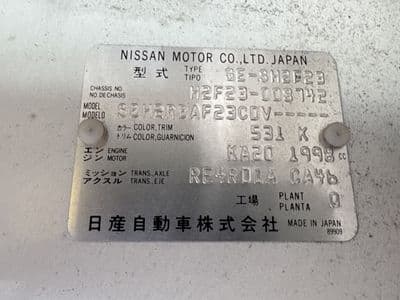 NISSAN MOTOR CO., LTD. JAPAN
型式 TYPE TIPO GE-SH2F23
CHASSIS NO. NO. DE CHASIS H2F23-003742
MODEL MODELO
カラー COLOR, TRIM トリム COLOR, GUARNICION 531 K
エンジン ENGINE MOTOR KA20 1998 cc
ミッション TRANS., AXLE アクスル TRANS., EJE RE4R01A CA46
工場 PLANT PLANTA 0
日産自動車株式会社 MADE IN JAPAN
89909